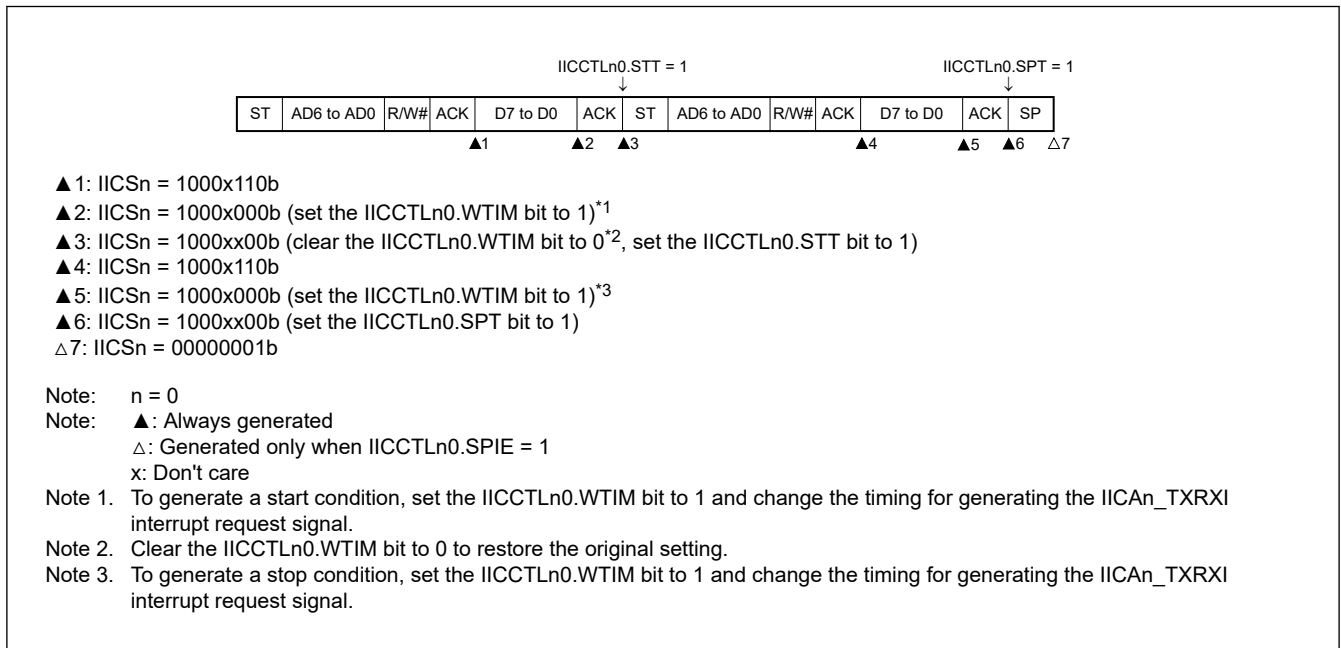 IICCTLn0.STT = 1 IICCTLn0.SPT = 1
↓ ↓
ST AD6 to AD0 R/W# ACK D7 to D0 ACK ST AD6 to AD0 R/W# ACK D7 to D0 ACK SP
▲1 ▲2 ▲3 ▲4 ▲5 ▲6 △7
▲1: IICSn = 1000x110b
▲2: IICSn = 1000x000b (set the IICCTLn0.WTIM bit to 1)*1
▲3: IICSn = 1000xx00b (clear the IICCTLn0.WTIM bit to 0*2, set the IICCTLn0.STT bit to 1)
▲4: IICSn = 1000x110b
▲5: IICSn = 1000x000b (set the IICCTLn0.WTIM bit to 1)*3
▲6: IICSn = 1000xx00b (set the IICCTLn0.SPT bit to 1)
△7: IICSn = 00000001b
Note: n = 0
Note: ▲: Always generated
△: Generated only when IICCTLn0.SPIE = 1
x: Don't care
Note 1. To generate a start condition, set the IICCTLn0.WTIM bit to 1 and change the timing for generating the IICAn_TXRXI
interrupt request signal.
Note 2. Clear the IICCTLn0.WTIM bit to 0 to restore the original setting.
Note 3. To generate a stop condition, set the IICCTLn0.WTIM bit to 1 and change the timing for generating the IICAn_TXRXI
interrupt request signal.